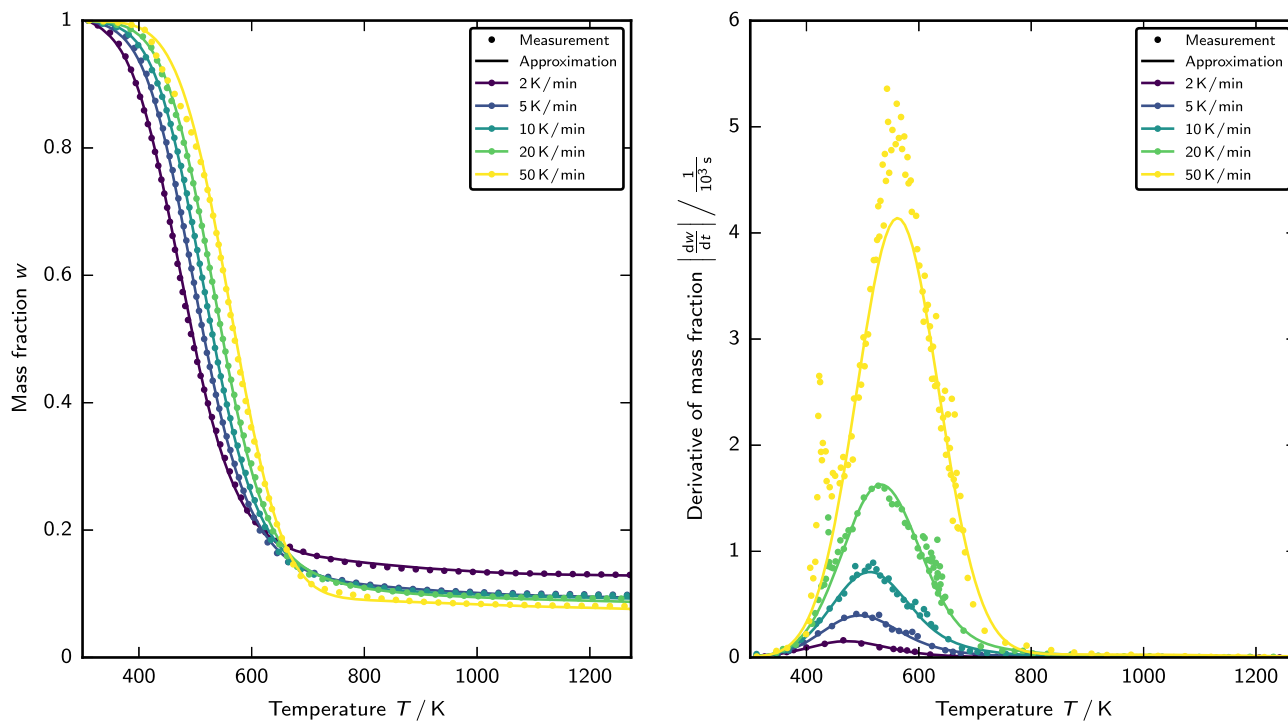 1
0.8
0.6
0.4
0.2
0
400
600
800
1000
1200
Mass fraction w
Temperature T / K
Measurement
Approximation
2 K / min
5 K / min
10 K / min
20 K / min
50 K / min
6
5
4
3
2
1
0
400
600
800
1000
1200
Derivative of mass fraction |dw/dt| / 1/10³ s
Temperature T / K
Measurement
Approximation
2 K / min
5 K / min
10 K / min
20 K / min
50 K / min